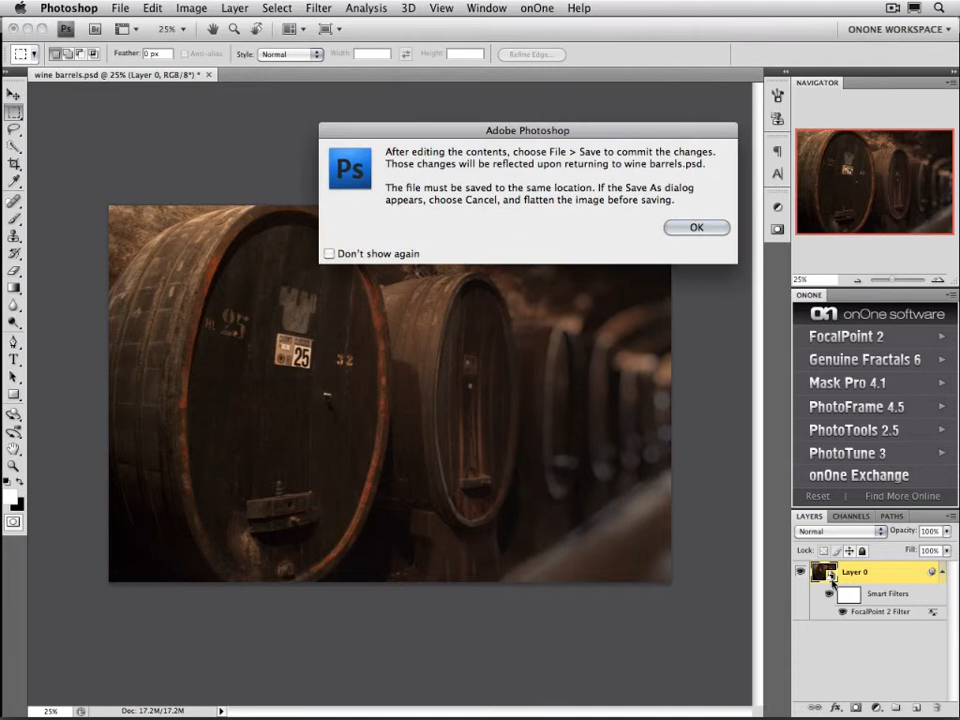 Photoshop File Edit Image Layer Select Filter Analysis 3D View Window onOne Help
Ps Br 25% ONONE WORKSPACE
Feather: 0 px Anti-alias Style: Normal Width: Height: Refine Edge...
wine barrels.psd @ 25% (Layer 0, RGB/8*) *
NAVIGATOR
Adobe Photoshop
Ps
After editing the contents, choose File > Save to commit the changes.
Those changes will be reflected upon returning to wine barrels.psd.
The file must be saved to the same location. If the Save As dialog
appears, choose Cancel, and flatten the image before saving.
OK
Don't show again
25
25
32
25%
ONONE
on onOne software
FocalPoint 2
Genuine Fractals 6
Mask Pro 4.1
PhotoFrame 4.5
PhotoTools 2.5
PhotoTune 3
onOne Exchange
Reset | Find More Online
LAYERS CHANNELS PATHS
Normal Opacity: 100%
Lock: Fill: 100%
Layer 0
Smart Filters
FocalPoint 2 Filter
fx
25% Doc: 17.2M/17.2M